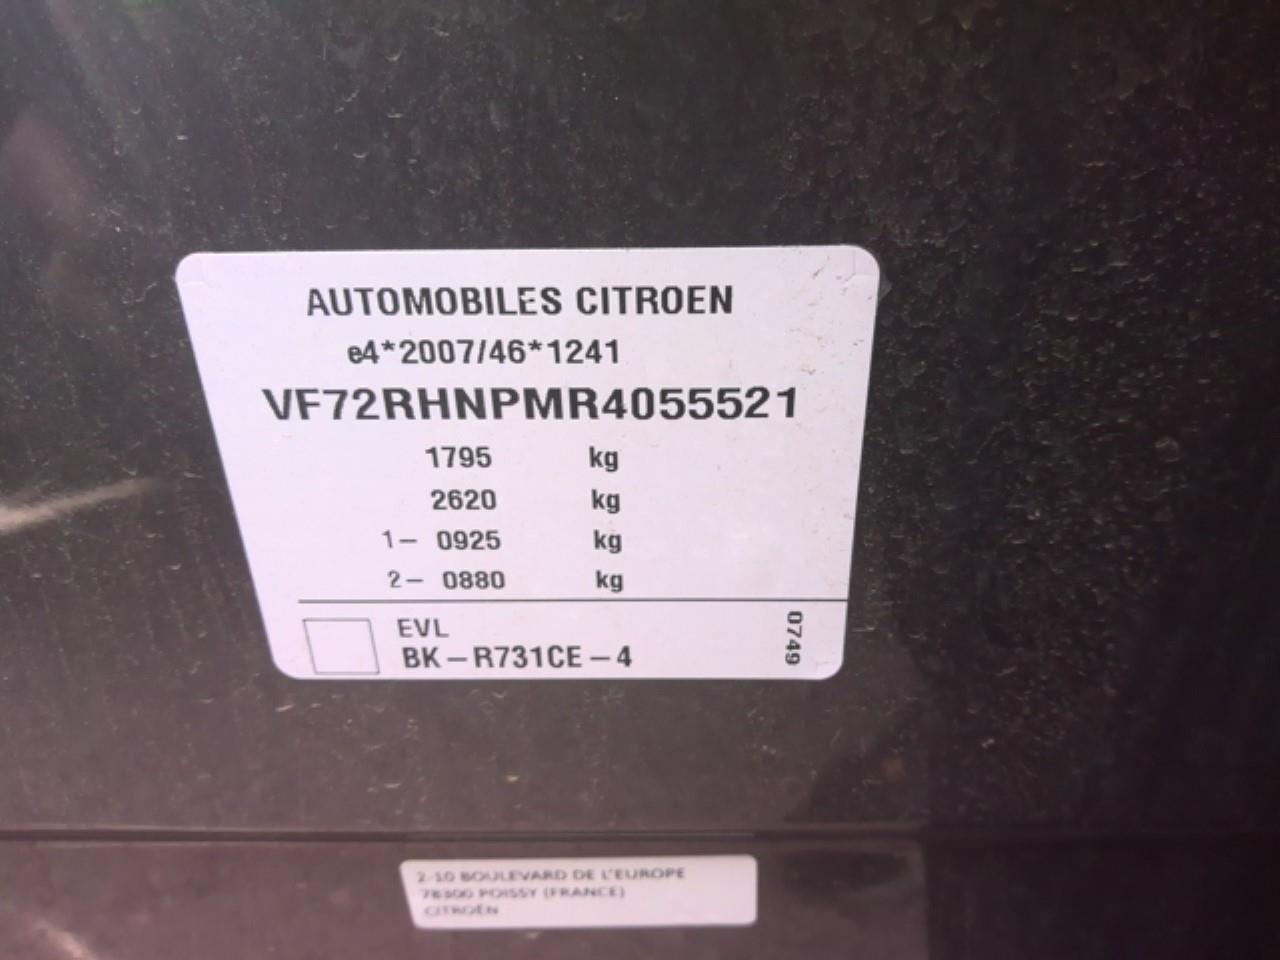 AUTOMOBILES CITROEN
e4*2007/46*1241
VF72RHNPMR4055521
1795 kg
2620 kg
1- 0925 kg
2- 0880 kg
EVL
BK-R731CE-4
0749
2-10 BOULEVARD DE L'EUROPE
78300 POISSY (FRANCE)
CITROËN